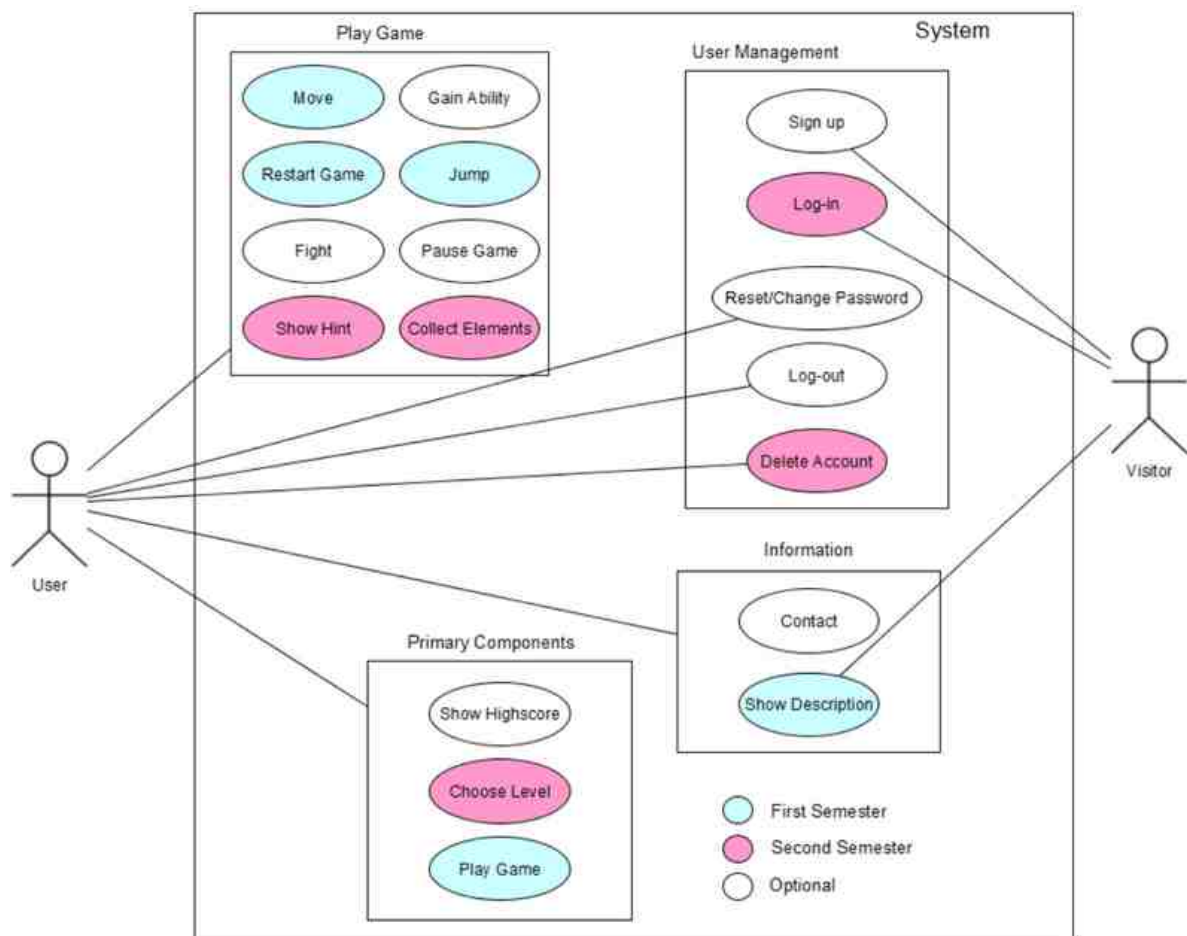 System
Play Game
Move
Gain Ability
Restart Game
Jump
Fight
Pause Game
Show Hint
Collect Elements
User Management
Sign up
Log-in
Reset/Change Password
Log-out
Delete Account
User
Visitor
Information
Contact
Show Description
Primary Components
Show Highscore
Choose Level
Play Game
First Semester
Second Semester
Optional